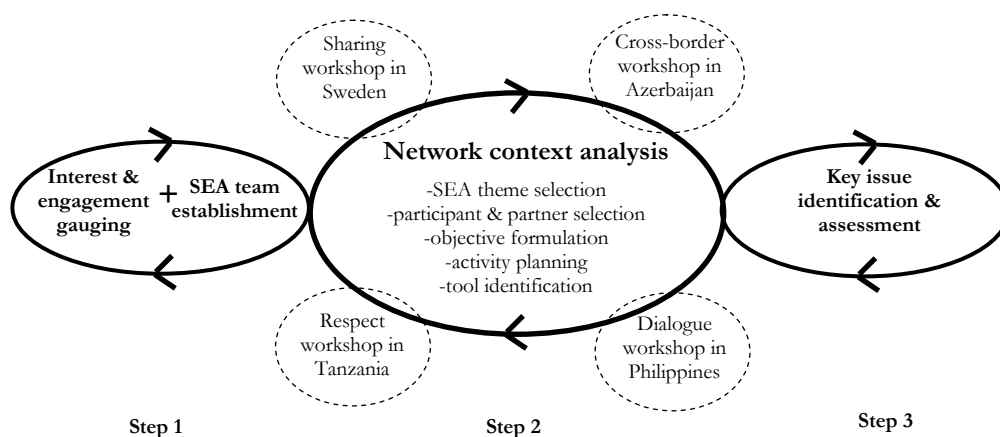 Sharing
workshop in
Sweden
Cross-border
workshop in
Azerbaijan
Interest &
engagement
gauging
+
SEA team
establishment
Network context analysis
-SEA theme selection
-participant & partner selection
-objective formulation
-activity planning
-tool identification
Key issue
identification &
assessment
Respect
workshop in
Tanzania
Dialogue
workshop in
Philippines
Step 1
Step 2
Step 3